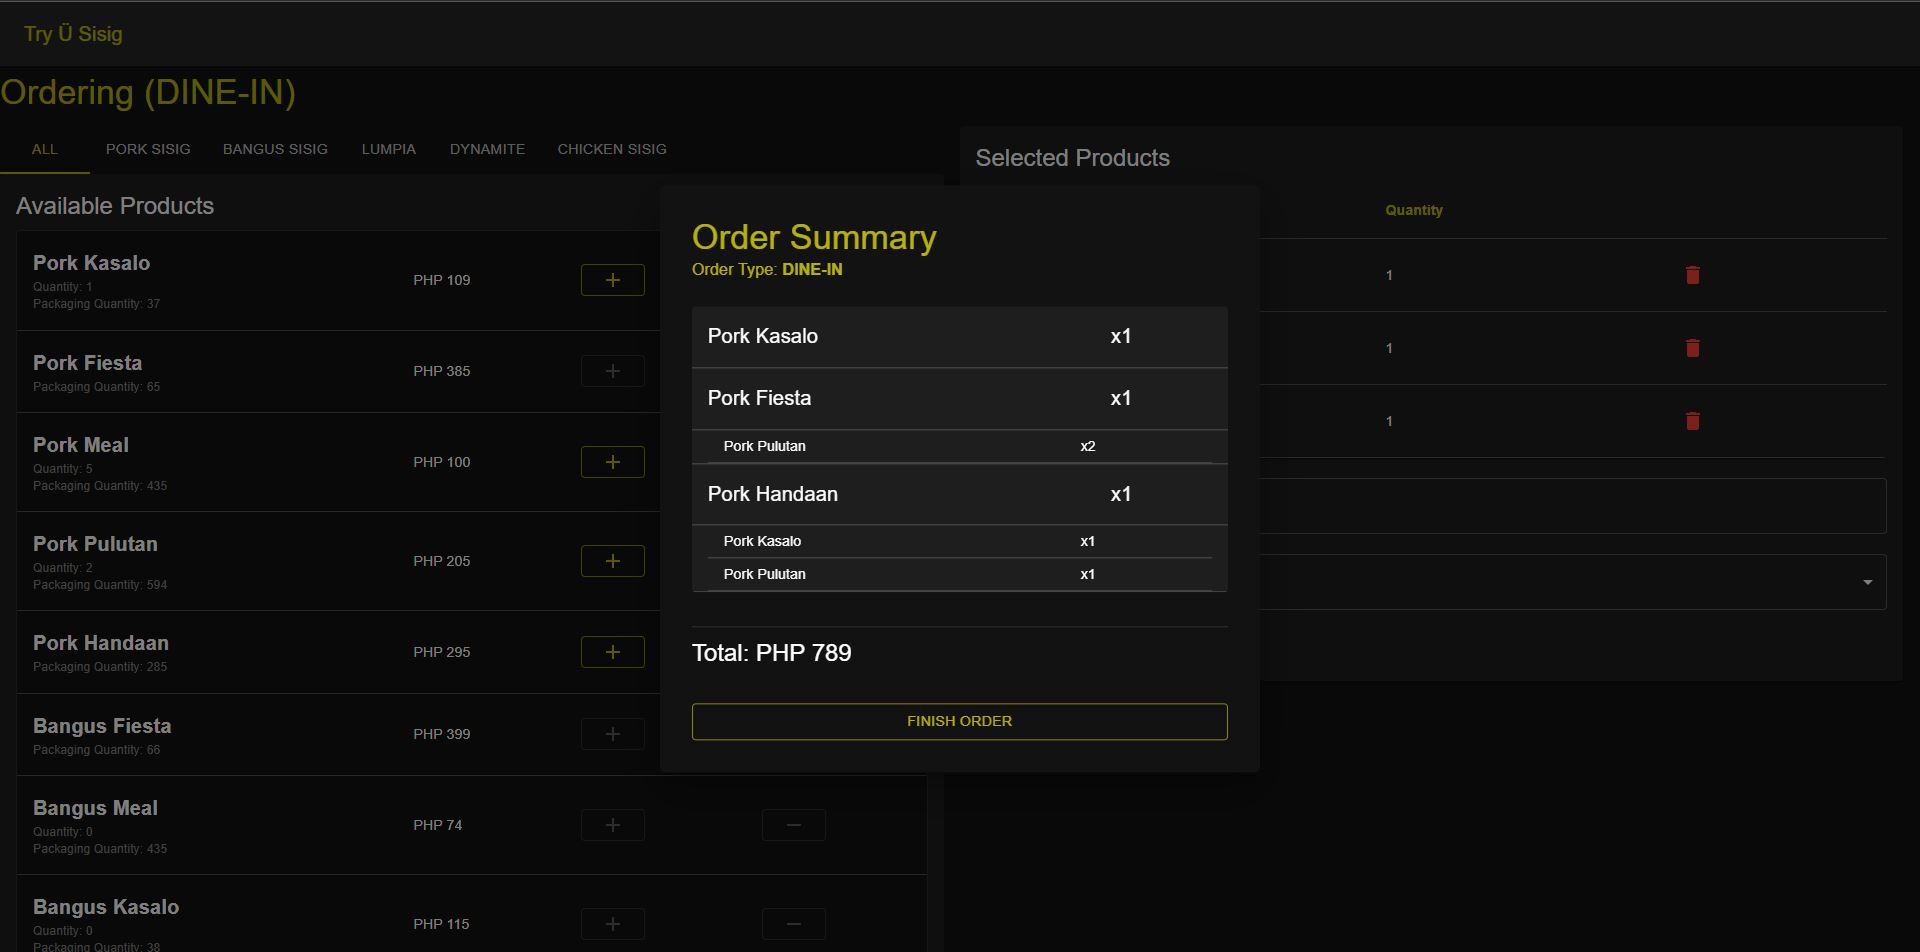 Try Ü Sisig
Ordering (DINE-IN)
ALL PORK SISIG BANGUS SISIG LUMPIA DYNAMITE CHICKEN SISIG
Available Products
Pork Kasalo
Quantity: 1
Packaging Quantity: 37
PHP 109
+
Pork Fiesta
Packaging Quantity: 65
PHP 385
+
Pork Meal
Quantity: 5
Packaging Quantity: 435
PHP 100
+
Pork Pulutan
Quantity: 2
Packaging Quantity: 594
PHP 205
+
Pork Handaan
Packaging Quantity: 285
PHP 295
+
Bangus Fiesta
Packaging Quantity: 66
PHP 399
+
Bangus Meal
Quantity: 0
Packaging Quantity: 435
PHP 74
+ −
Bangus Kasalo
Quantity: 0
Packaging Quantity: 38
PHP 115
+ −
Selected Products
Quantity
1
1
1
Order Summary
Order Type: DINE-IN
Pork Kasalo x1
Pork Fiesta x1
Pork Pulutan x2
Pork Handaan x1
Pork Kasalo x1
Pork Pulutan x1
Total: PHP 789
FINISH ORDER